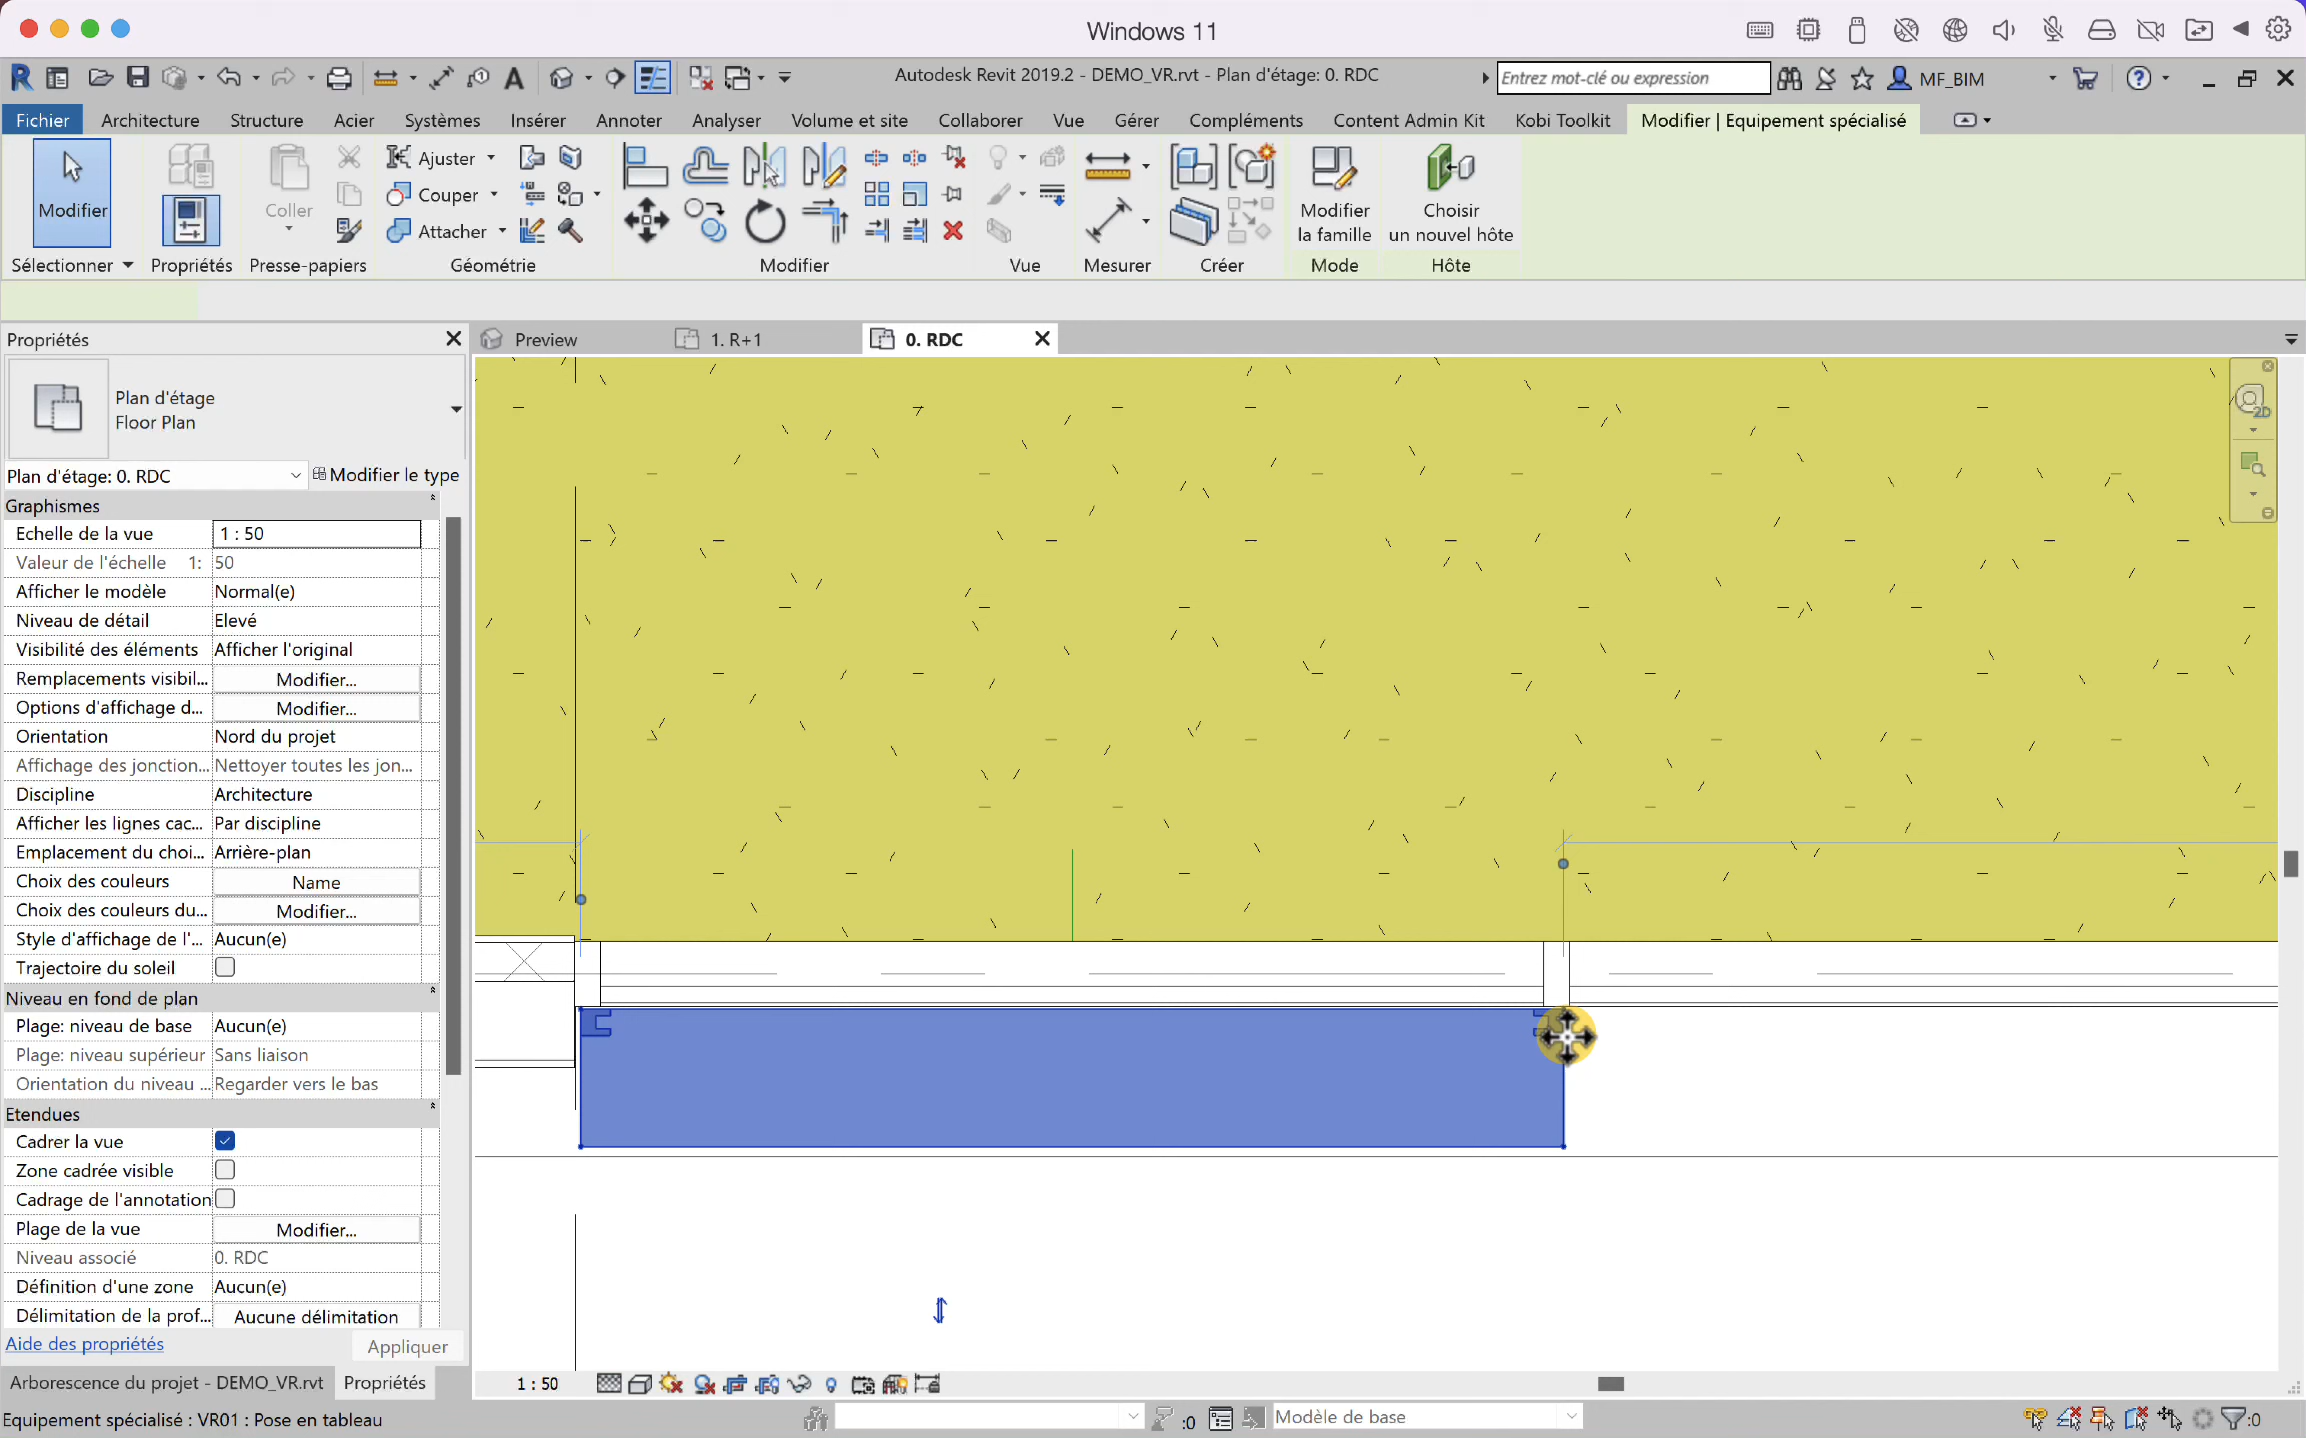 Windows 11
Autodesk Revit 2019.2 - DEMO_VR.rvt - Plan d'étage: 0. RDC
Entrez mot-clé ou expression
MF_BIM
Fichier
Architecture
Structure
Acier
Systèmes
Insérer
Annoter
Analyser
Volume et site
Collaborer
Vue
Gérer
Compléments
Content Admin Kit
Kobi Toolkit
Modifier | Equipement spécialisé
Modifier
Coller
Ajuster
Couper
Attacher
Modifier
la famille
Choisir
un nouvel hôte
Sélectionner
Propriétés
Presse-papiers
Géométrie
Modifier
Vue
Mesurer
Créer
Mode
Hôte
Propriétés
Preview
1. R+1
0. RDC
Plan d'étage
Floor Plan
Plan d'étage: 0. RDC
Modifier le type
Graphismes
Echelle de la vue 1 : 50
Valeur de l'échelle 1: 50
Afficher le modèle Normal(e)
Niveau de détail Elevé
Visibilité des éléments Afficher l'original
Remplacements visibil... Modifier...
Options d'affichage d... Modifier...
Orientation Nord du projet
Affichage des jonction... Nettoyer toutes les jon...
Discipline Architecture
Afficher les lignes cac... Par discipline
Emplacement du choi... Arrière-plan
Choix des couleurs Name
Choix des couleurs du... Modifier...
Style d'affichage de l'... Aucun(e)
Trajectoire du soleil
Niveau en fond de plan
Plage: niveau de base Aucun(e)
Plage: niveau supérieur Sans liaison
Orientation du niveau ... Regarder vers le bas
Etendues
Cadrer la vue
Zone cadrée visible
Cadrage de l'annotation
Plage de la vue Modifier...
Niveau associé 0. RDC
Définition d'une zone Aucun(e)
Délimitation de la prof... Aucune délimitation
Aide des propriétés
Appliquer
Arborescence du projet - DEMO_VR.rvt
Propriétés
2D
1 : 50
Equipement spécialisé : VR01 : Pose en tableau
:0
Modèle de base
:0